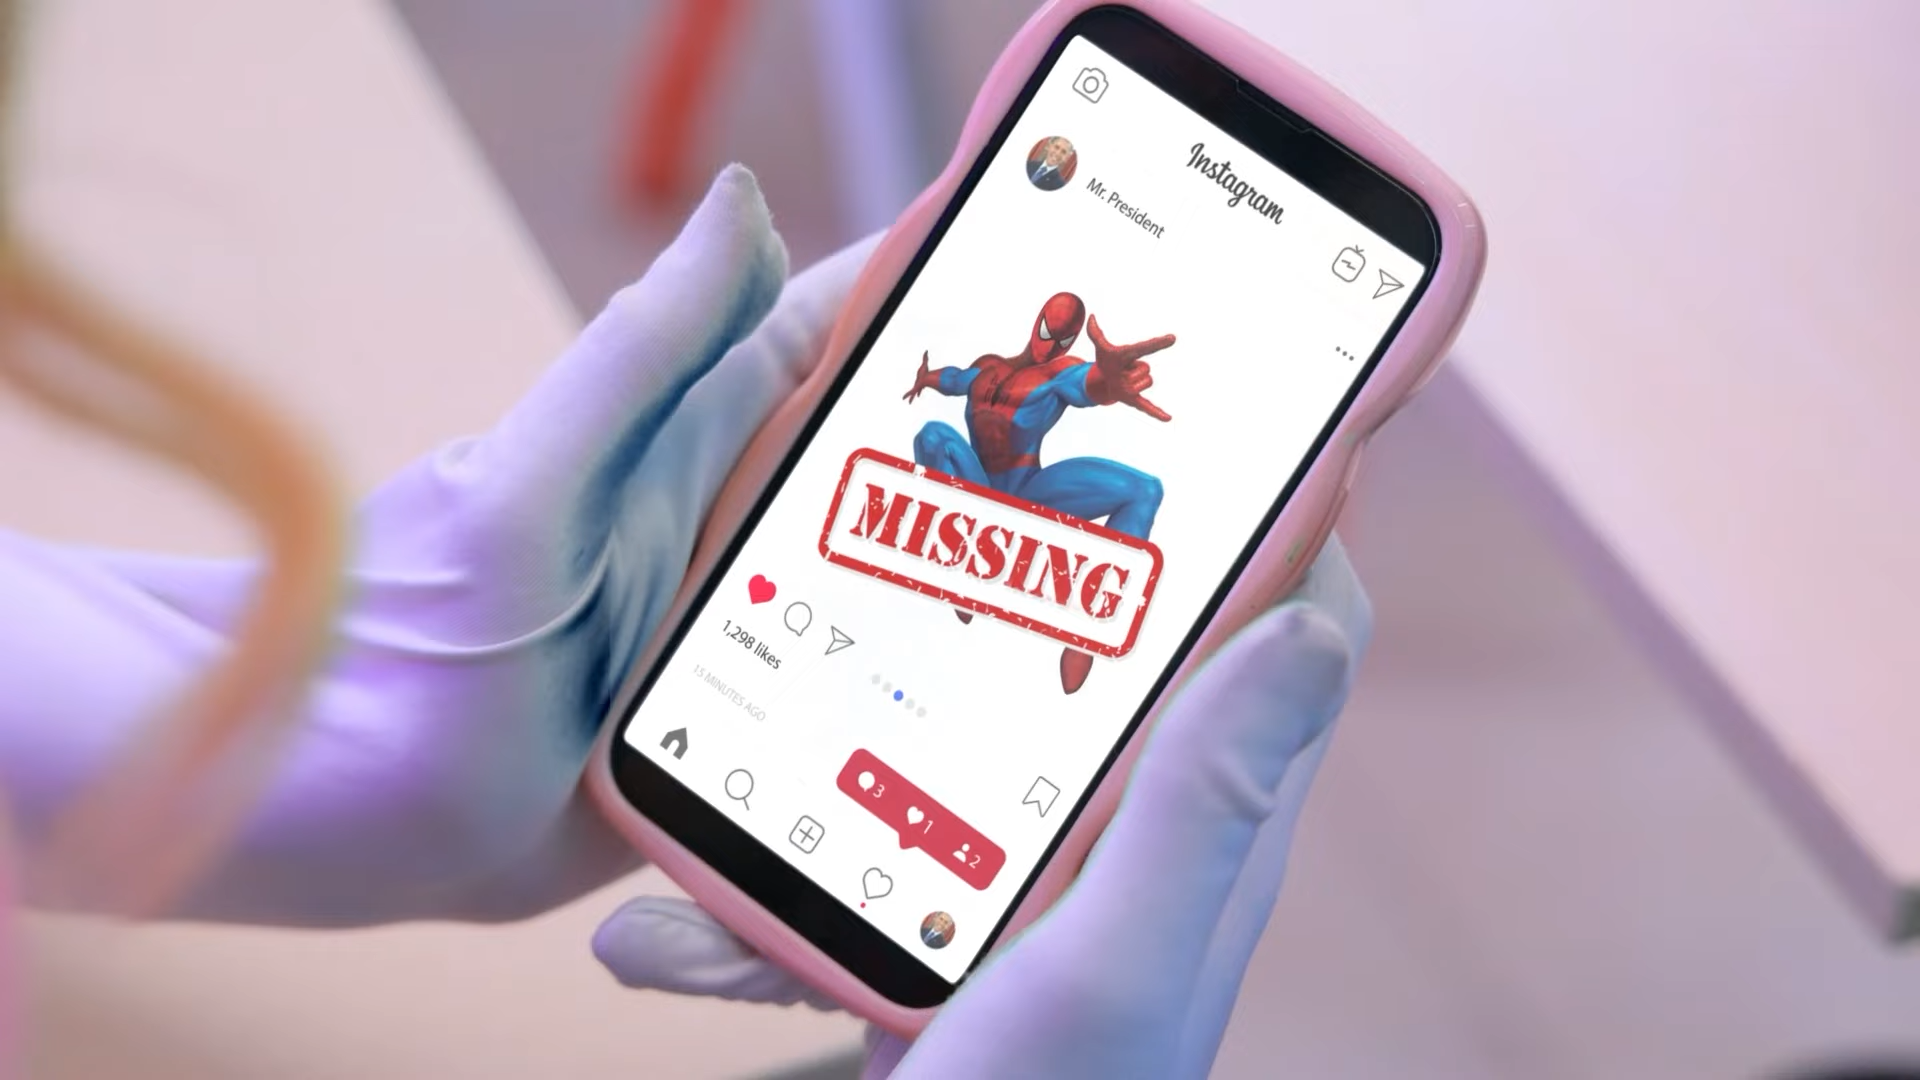 Instagram
Mr. President
MISSING
1,298 likes
15 MINUTES AGO
3 1 2